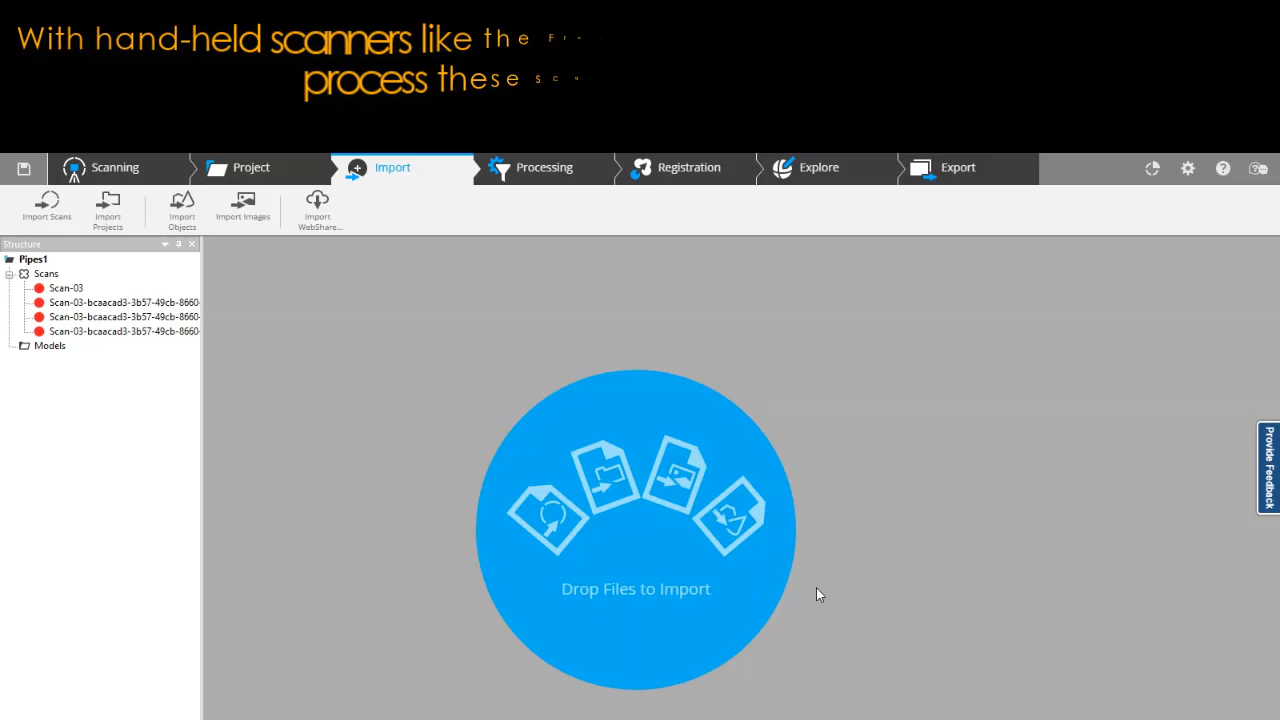 With hand-held scanners like the
process these
Scanning
Project
Import
Processing
Registration
Explore
Export
Import Scans
Import
Projects
Import
Objects
Import Images
Import
WebShare...
Structure
Pipes1
Scans
Scan-03
Scan-03-bcaacad3-3b57-49cb-8660-
Scan-03-bcaacad3-3b57-49cb-8660-
Scan-03-bcaacad3-3b57-49cb-8660-
Models
Drop Files to Import
Provide Feedback